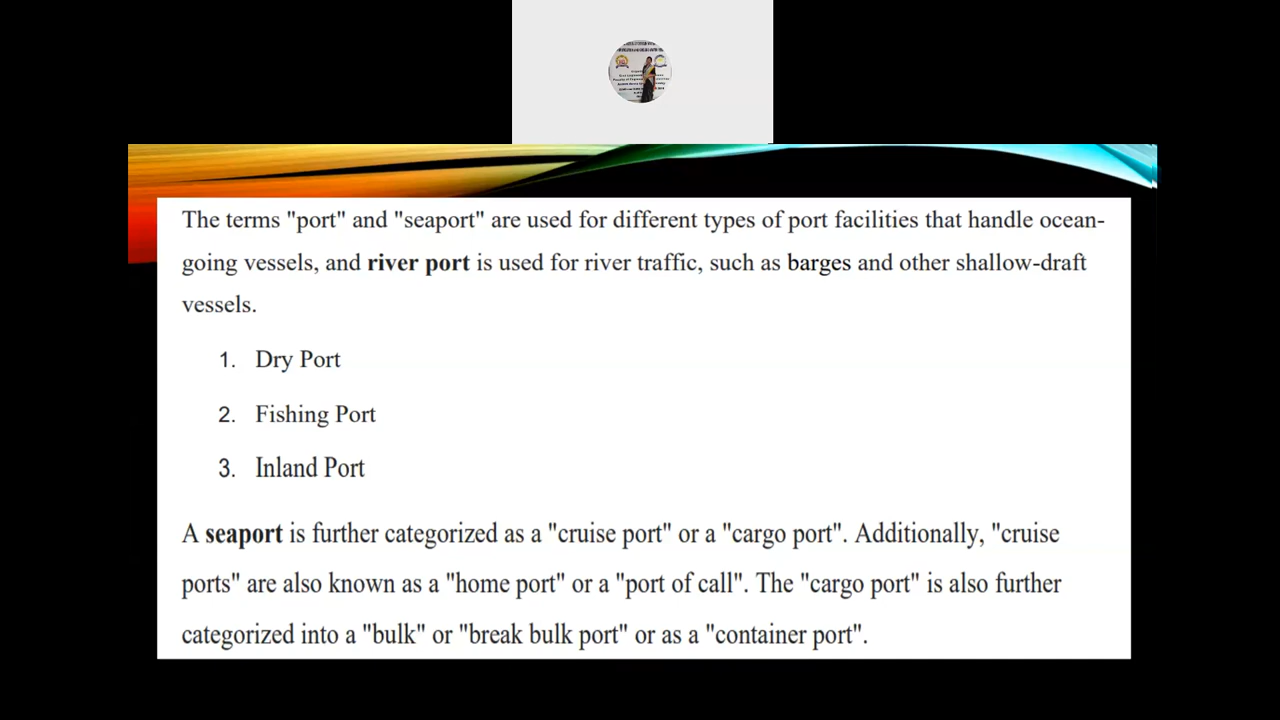 The terms "port" and "seaport" are used for different types of port facilities that handle ocean-
going vessels, and river port is used for river traffic, such as barges and other shallow-draft
vessels.
1. Dry Port
2. Fishing Port
3. Inland Port
A seaport is further categorized as a "cruise port" or a "cargo port". Additionally, "cruise
ports" are also known as a "home port" or a "port of call". The "cargo port" is also further
categorized into a "bulk" or "break bulk port" or as a "container port".